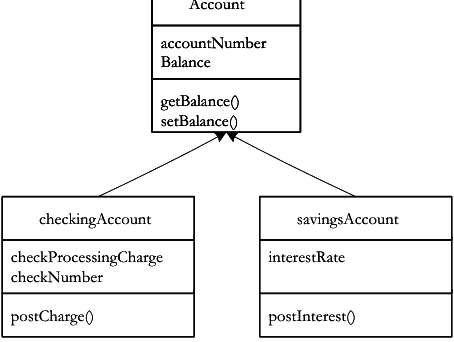 Account
accountNumber
Balance
getBalance()
setBalance()
checkingAccount
checkProcessingCharge
checkNumber
postCharge()
savingsAccount
interestRate
postInterest()